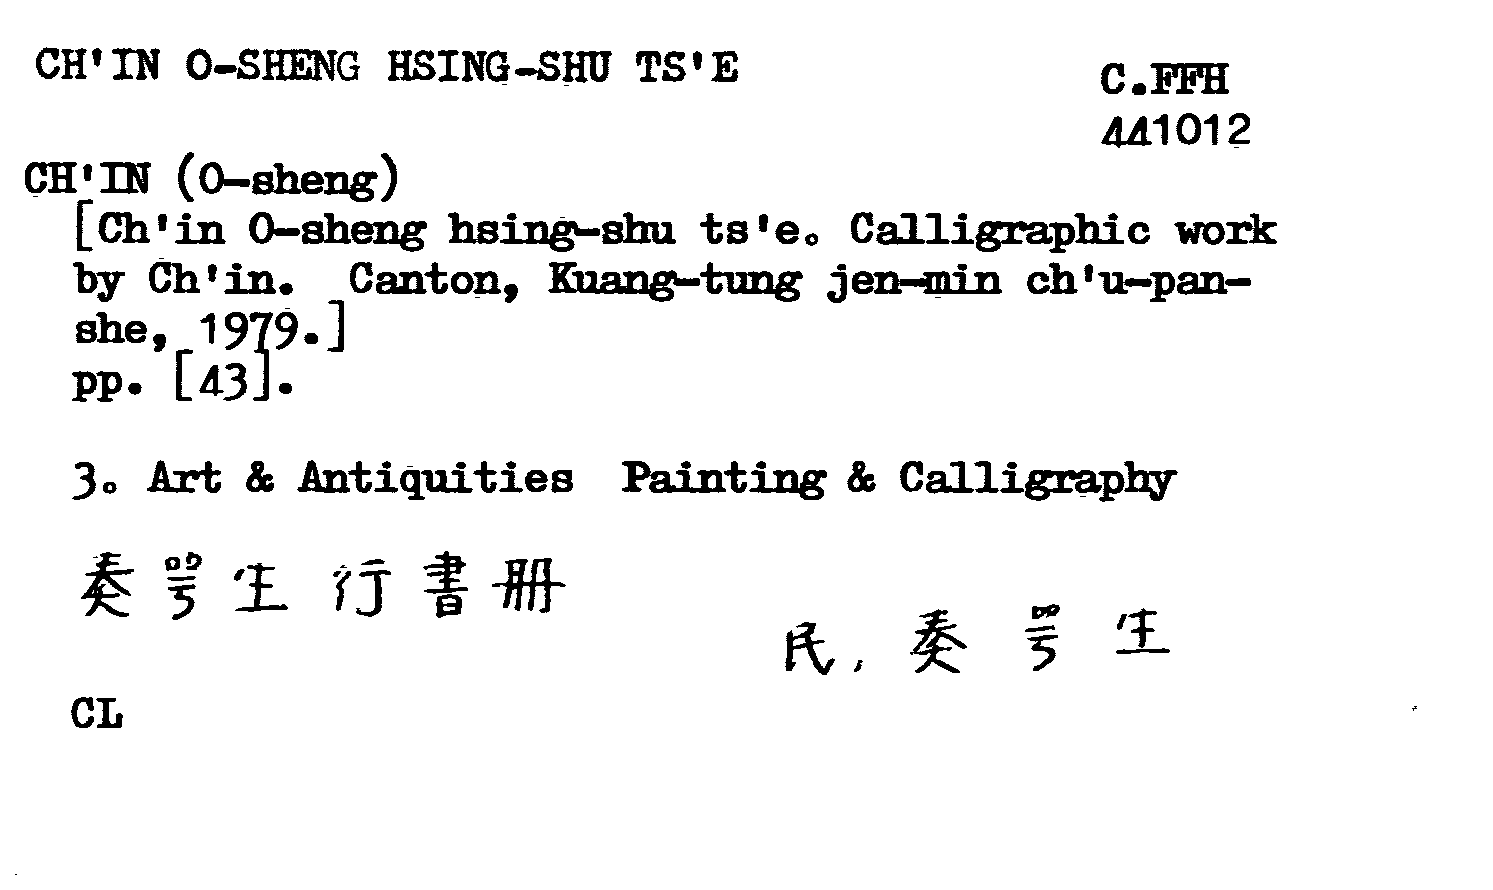 CH'IN O-SHENG HSING-SHU TS'E
C.FFH
441012
CH'IN (O-sheng)
[Ch'in O-sheng hsing-shu ts'e. Calligraphic work
by Ch'in. Canton, Kuang-tung jen-min ch'u-pan-
she, 1979.]
pp. [43].
3. Art & Antiquities Painting & Calligraphy
秦咢生行書册
民, 秦咢生
CL